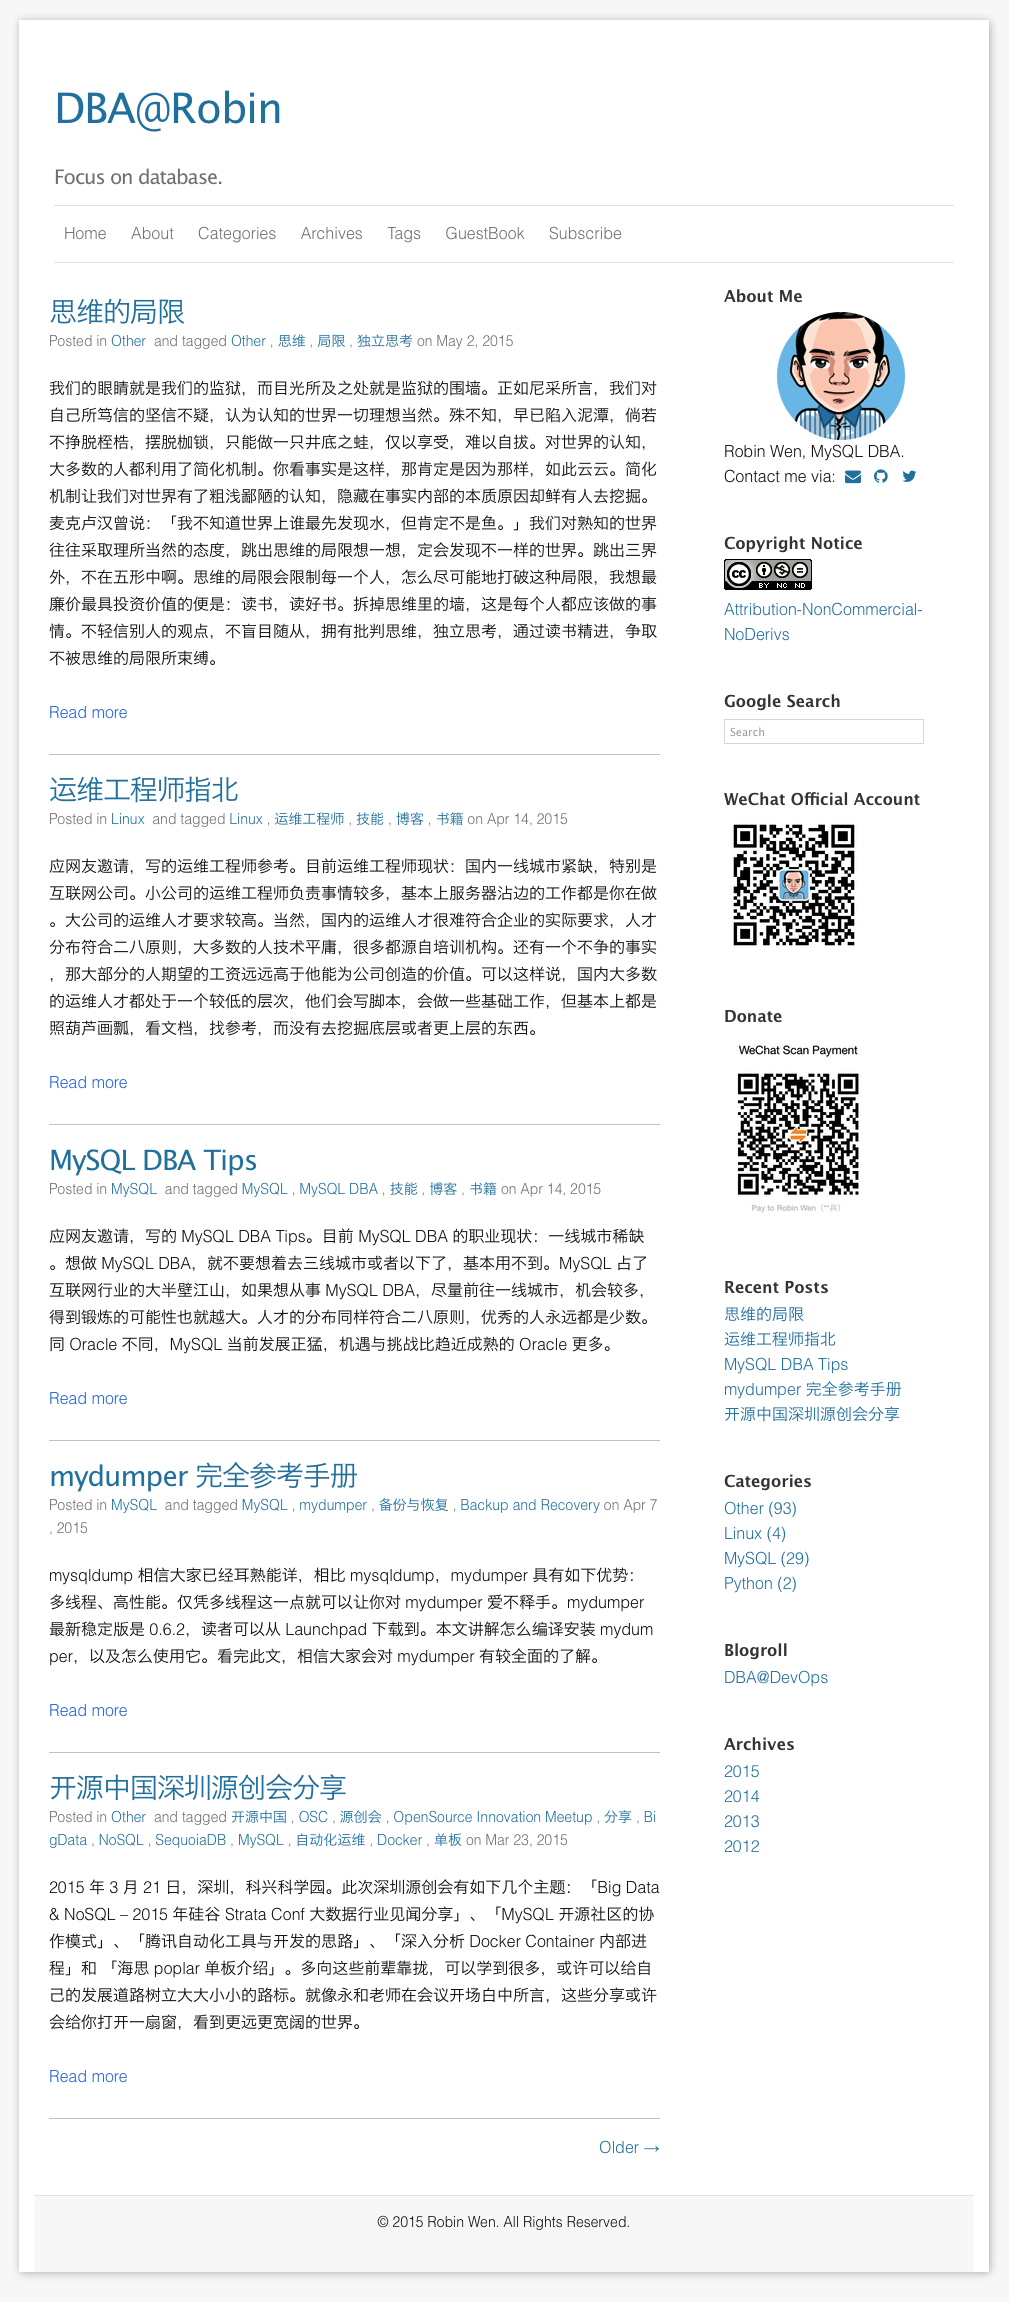 DBA@Robin
Focus on database.
Home About Categories Archives Tags GuestBook Subscribe
思维的局限
Posted in Other and tagged Other , 思维 , 局限 , 独立思考 on May 2, 2015
我们的眼睛就是我们的监狱，而目光所及之处就是监狱的围墙。正如尼采所言，我们对
自己所笃信的坚信不疑，认为认知的世界一切理想当然。殊不知，早已陷入泥潭，倘若
不挣脱桎梏，摆脱枷锁，只能做一只井底之蛙，仅以享受，难以自拔。对世界的认知，
大多数的人都利用了简化机制。你看事实是这样，那肯定是因为那样，如此云云。简化
机制让我们对世界有了粗浅鄙陋的认知，隐藏在事实内部的本质原因却鲜有人去挖掘。
麦克卢汉曾说：「我不知道世界上谁最先发现水，但肯定不是鱼。」我们对熟知的世界
往往采取理所当然的态度，跳出思维的局限想一想，定会发现不一样的世界。跳出三界
外，不在五形中啊。思维的局限会限制每一个人，怎么尽可能地打破这种局限，我想最
廉价最具投资价值的便是：读书，读好书。拆掉思维里的墙，这是每个人都应该做的事
情。不轻信别人的观点，不盲目随从，拥有批判思维，独立思考，通过读书精进，争取
不被思维的局限所束缚。
Read more
运维工程师指北
Posted in Linux and tagged Linux , 运维工程师 , 技能 , 博客 , 书籍 on Apr 14, 2015
应网友邀请，写的运维工程师参考。目前运维工程师现状：国内一线城市紧缺，特别是
互联网公司。小公司的运维工程师负责事情较多，基本上服务器沾边的工作都是你在做
。大公司的运维人才要求较高。当然，国内的运维人才很难符合企业的实际要求，人才
分布符合二八原则，大多数的人技术平庸，很多都源自培训机构。还有一个不争的事实
，那大部分的人期望的工资远远高于他能为公司创造的价值。可以这样说，国内大多数
的运维人才都处于一个较低的层次，他们会写脚本，会做一些基础工作，但基本上都是
照葫芦画瓢，看文档，找参考，而没有去挖掘底层或者更上层的东西。
Read more
MySQL DBA Tips
Posted in MySQL and tagged MySQL , MySQL DBA , 技能 , 博客 , 书籍 on Apr 14, 2015
应网友邀请，写的 MySQL DBA Tips。目前 MySQL DBA 的职业现状：一线城市稀缺
。想做 MySQL DBA，就不要想着去三线城市或者以下了，基本用不到。MySQL 占了
互联网行业的大半壁江山，如果想从事 MySQL DBA，尽量前往一线城市，机会较多，
得到锻炼的可能性也就越大。人才的分布同样符合二八原则，优秀的人永远都是少数。
同 Oracle 不同，MySQL 当前发展正猛，机遇与挑战比趋近成熟的 Oracle 更多。
Read more
mydumper 完全参考手册
Posted in MySQL and tagged MySQL , mydumper , 备份与恢复 , Backup and Recovery on Apr 7
, 2015
mysqldump 相信大家已经耳熟能详，相比 mysqldump，mydumper 具有如下优势：
多线程、高性能。仅凭多线程这一点就可以让你对 mydumper 爱不释手。mydumper
最新稳定版是 0.6.2，读者可以从 Launchpad 下载到。本文讲解怎么编译安装 mydum
per，以及怎么使用它。看完此文，相信大家会对 mydumper 有较全面的了解。
Read more
开源中国深圳源创会分享
Posted in Other and tagged 开源中国 , OSC , 源创会 , OpenSource Innovation Meetup , 分享 , Bi
gData , NoSQL , SequoiaDB , MySQL , 自动化运维 , Docker , 单板 on Mar 23, 2015
2015 年 3 月 21 日，深圳，科兴科学园。此次深圳源创会有如下几个主题：「Big Data
& NoSQL – 2015 年硅谷 Strata Conf 大数据行业见闻分享」、「MySQL 开源社区的协
作模式」、「腾讯自动化工具与开发的思路」、「深入分析 Docker Container 内部进
程」和 「海思 poplar 单板介绍」。多向这些前辈靠拢，可以学到很多，或许可以给自
己的发展道路树立大大小小的路标。就像永和老师在会议开场白中所言，这些分享或许
会给你打开一扇窗，看到更远更宽阔的世界。
Read more
Older →
About Me
Robin Wen, MySQL DBA.
Contact me via:
Copyright Notice
cc BY NC ND
Attribution-NonCommercial-
NoDerivs
Google Search
Search
WeChat Official Account
Donate
WeChat Scan Payment
Pay to Robin Wen (**兵)
Recent Posts
思维的局限
运维工程师指北
MySQL DBA Tips
mydumper 完全参考手册
开源中国深圳源创会分享
Categories
Other (93)
Linux (4)
MySQL (29)
Python (2)
Blogroll
DBA@DevOps
Archives
2015
2014
2013
2012
© 2015 Robin Wen. All Rights Reserved.